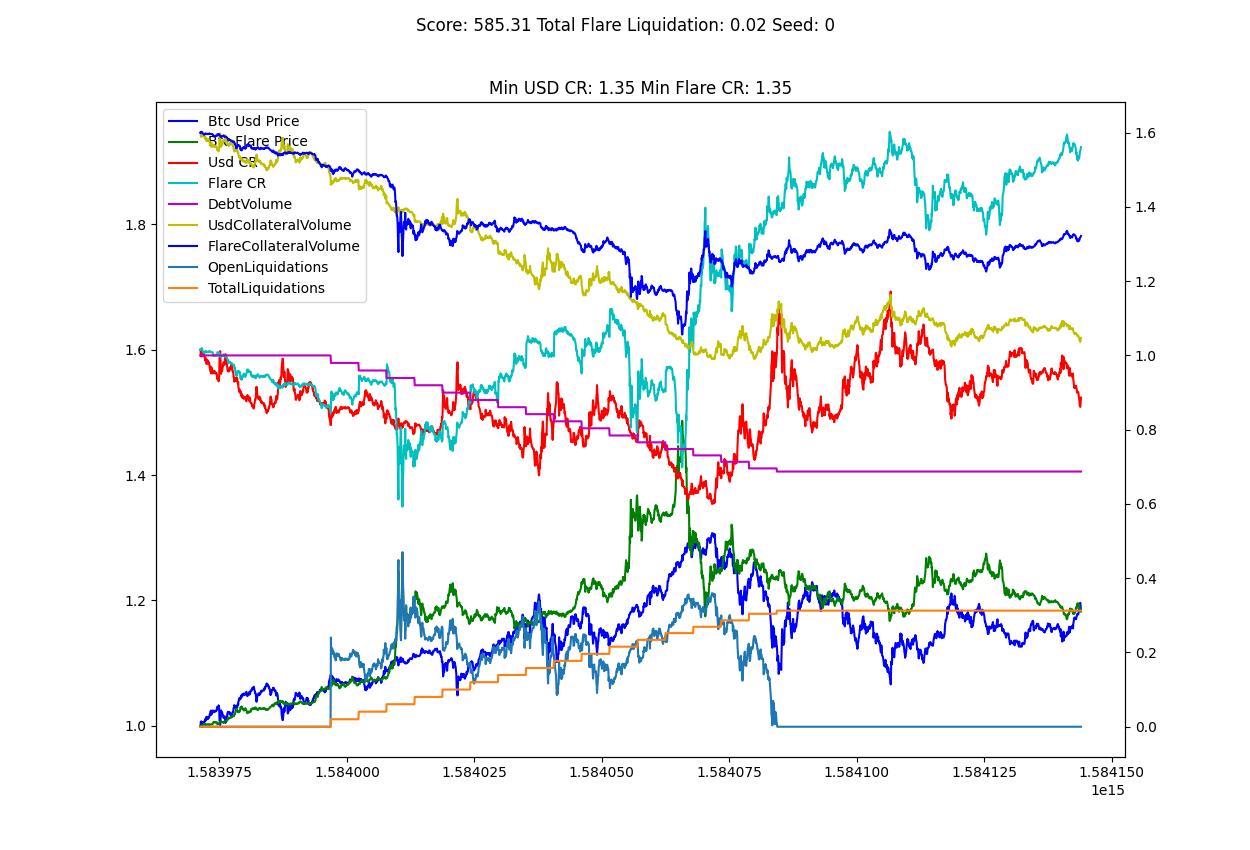 Score: 585.31 Total Flare Liquidation: 0.02 Seed: 0
Min USD CR: 1.35 Min Flare CR: 1.35
Btc Usd Price
Btc Flare Price
Usd CR
Flare CR
DebtVolume
UsdCollateralVolume
FlareCollateralVolume
OpenLiquidations
TotalLiquidations
1.8
1.6
1.4
1.2
1.0
1.6
1.4
1.2
1.0
0.8
0.6
0.4
0.2
0.0
1.583975 1.584000 1.584025 1.584050 1.584075 1.584100 1.584125 1.584150
1e15